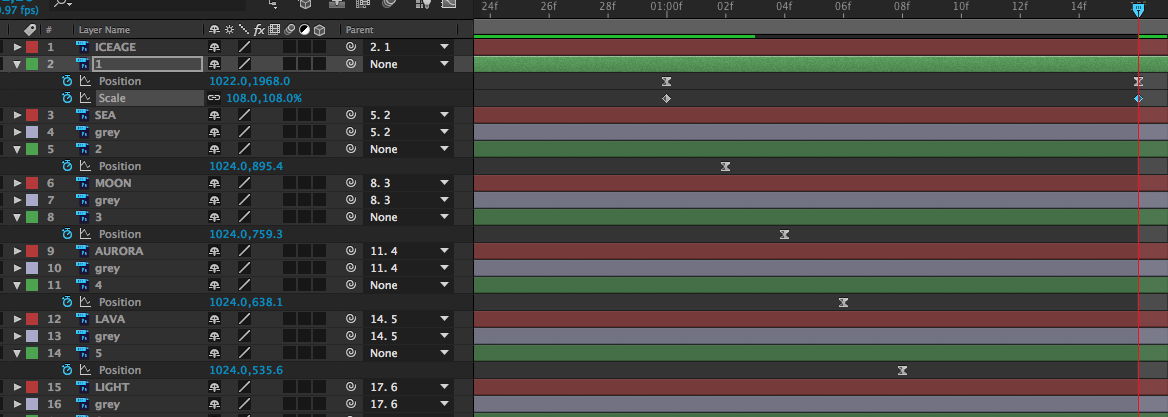 0.97 fps)
24f 01:00f 02f 04f 06f 08f 10f 12f 14f
# Layer Name fx Parent
1 ICEAGE 2. 1
2 1 None
Position 1022.0,1968.0
Scale 108.0,108.0%
3 SEA 5. 2
4 grey 5. 2
5 2 None
Position 1024.0,895.4
6 MOON 8. 3
7 grey 8. 3
8 3 None
Position 1024.0,759.3
9 AURORA 11. 4
10 grey 11. 4
11 4 None
Position 1024.0,638.1
12 LAVA 14. 5
13 grey 14. 5
14 5 None
Position 1024.0,535.6
15 LIGHT 17. 6
16 grey 17. 6